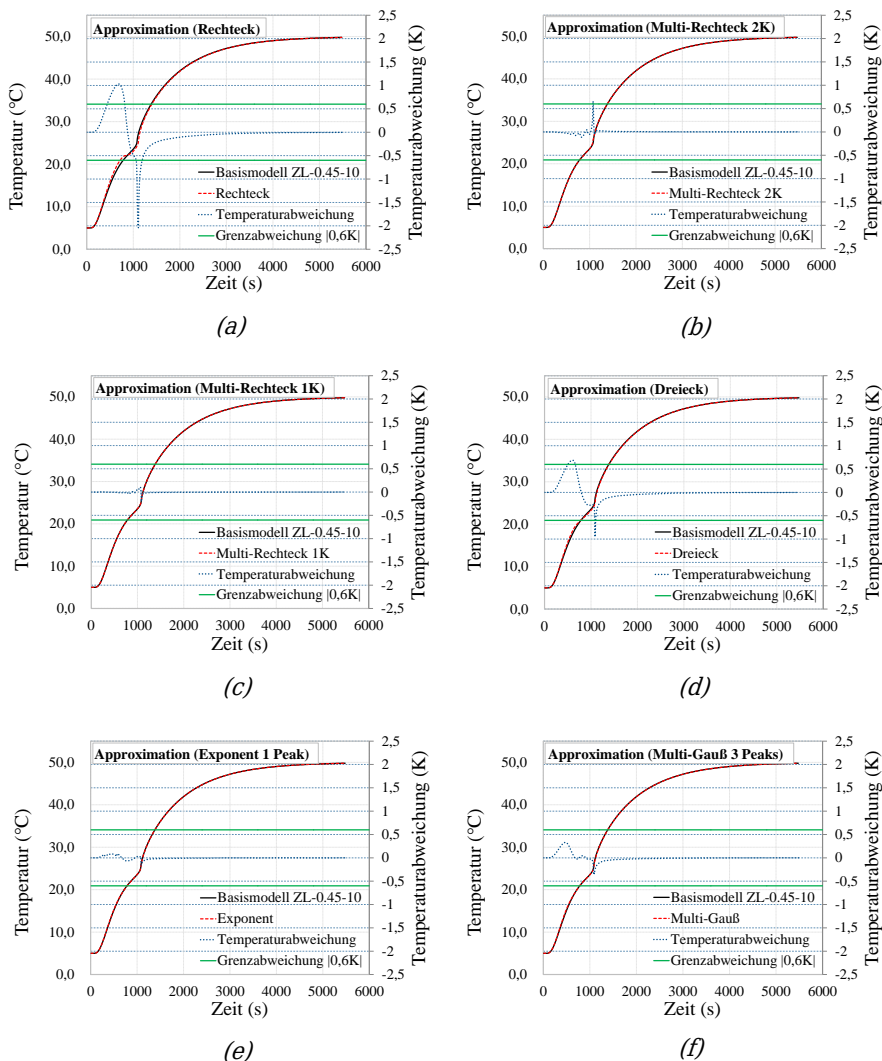 Approximation (Rechteck)
Temperatur (°C)
50,0
40,0
30,0
20,0
10,0
0,0
2,5
2
1,5
1
0,5
0
-0,5
-1
-1,5
-2
-2,5
Temperaturabweichung (K)
Basismodell ZL-0.45-10
Rechteck
Temperaturabweichung
Grenzabweichung |0,6K|
0 1000 2000 3000 4000 5000 6000
Zeit (s)
(a)
Approximation (Multi-Rechteck 2K)
Temperatur (°C)
50,0
40,0
30,0
20,0
10,0
0,0
2,5
2
1,5
1
0,5
0
-0,5
-1
-1,5
-2
-2,5
Temperaturabweichung (K)
Basismodell ZL-0.45-10
Multi-Rechteck 2K
Temperaturabweichung
Grenzabweichung |0,6K|
0 1000 2000 3000 4000 5000 6000
Zeit (s)
(b)
Approximation (Multi-Rechteck 1K)
Temperatur (°C)
50,0
40,0
30,0
20,0
10,0
0,0
2,5
2
1,5
1
0,5
0
-0,5
-1
-1,5
-2
-2,5
Temperaturabweichung (K)
Basismodell ZL-0.45-10
Multi-Rechteck 1K
Temperaturabweichung
Grenzabweichung |0,6K|
0 1000 2000 3000 4000 5000 6000
Zeit (s)
(c)
Approximation (Dreieck)
Temperatur (°C)
50,0
40,0
30,0
20,0
10,0
0,0
2,5
2
1,5
1
0,5
0
-0,5
-1
-1,5
-2
-2,5
Temperaturabweichung (K)
Basismodell ZL-0.45-10
Dreieck
Temperaturabweichung
Grenzabweichung |0,6K|
0 1000 2000 3000 4000 5000 6000
Zeit (s)
(d)
Approximation (Exponent 1 Peak)
Temperatur (°C)
50,0
40,0
30,0
20,0
10,0
0,0
2,5
2
1,5
1
0,5
0
-0,5
-1
-1,5
-2
-2,5
Temperaturabweichung (K)
Basismodell ZL-0.45-10
Exponent
Temperaturabweichung
Grenzabweichung |0,6K|
0 1000 2000 3000 4000 5000 6000
Zeit (s)
(e)
Approximation (Multi-Gauß 3 Peaks)
Temperatur (°C)
50,0
40,0
30,0
20,0
10,0
0,0
2,5
2
1,5
1
0,5
0
-0,5
-1
-1,5
-2
-2,5
Temperaturabweichung (K)
Basismodell ZL-0.45-10
Multi-Gauß
Temperaturabweichung
Grenzabweichung |0,6K|
0 1000 2000 3000 4000 5000 6000
Zeit (s)
(f)